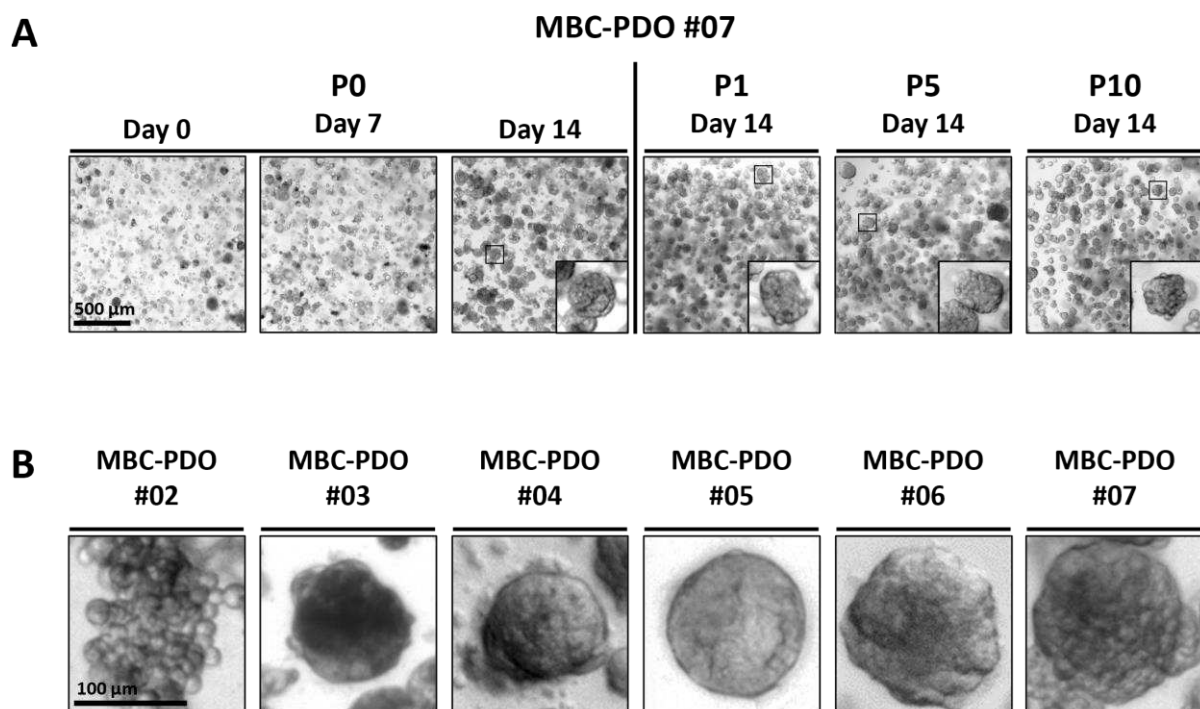 A
MBC-PDO #07
P0
P1
P5
P10
Day 0
Day 7
Day 14
Day 14
Day 14
Day 14
500 µm
B
MBC-PDO
#02
MBC-PDO
#03
MBC-PDO
#04
MBC-PDO
#05
MBC-PDO
#06
MBC-PDO
#07
100 µm